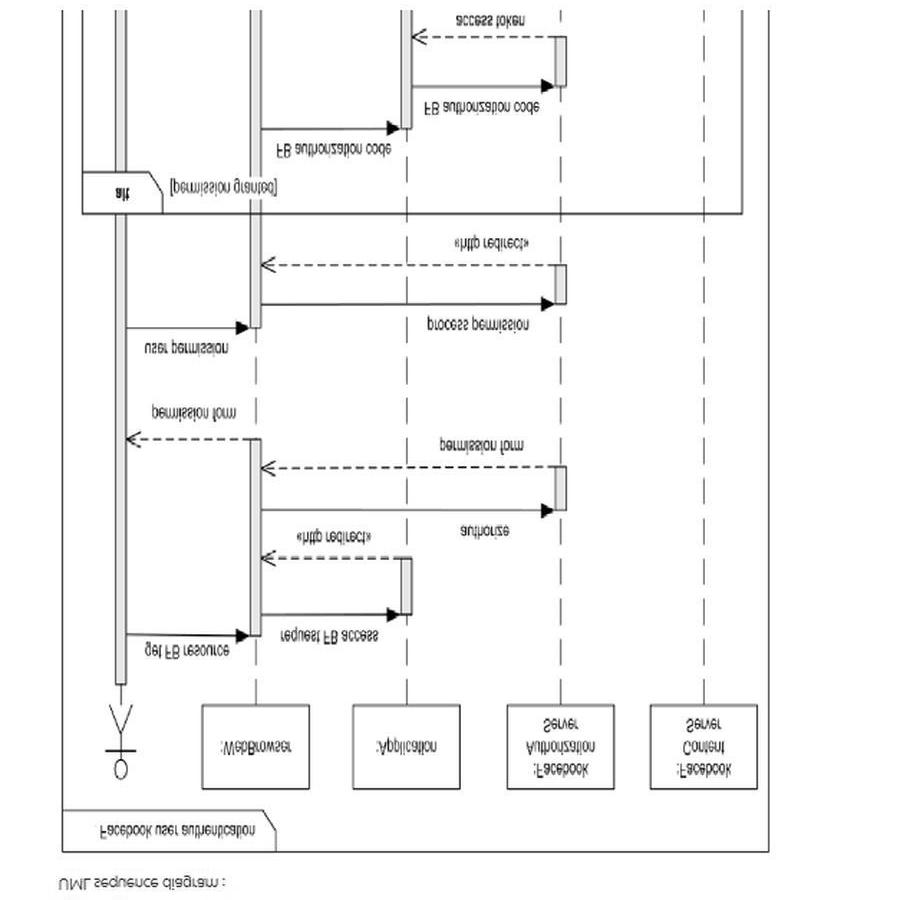 UML sequence diagram :
Facebook user authentication
:WebBrowser
:Application
:Facebook
Authorization
Server
:Facebook
Content
Server
get FB resource
request FB access
«http redirect»
authorize
permission form
permission form
user permission
process permission
«http redirect»
alt
[permission granted]
FB authorization code
FB authorization code
access token